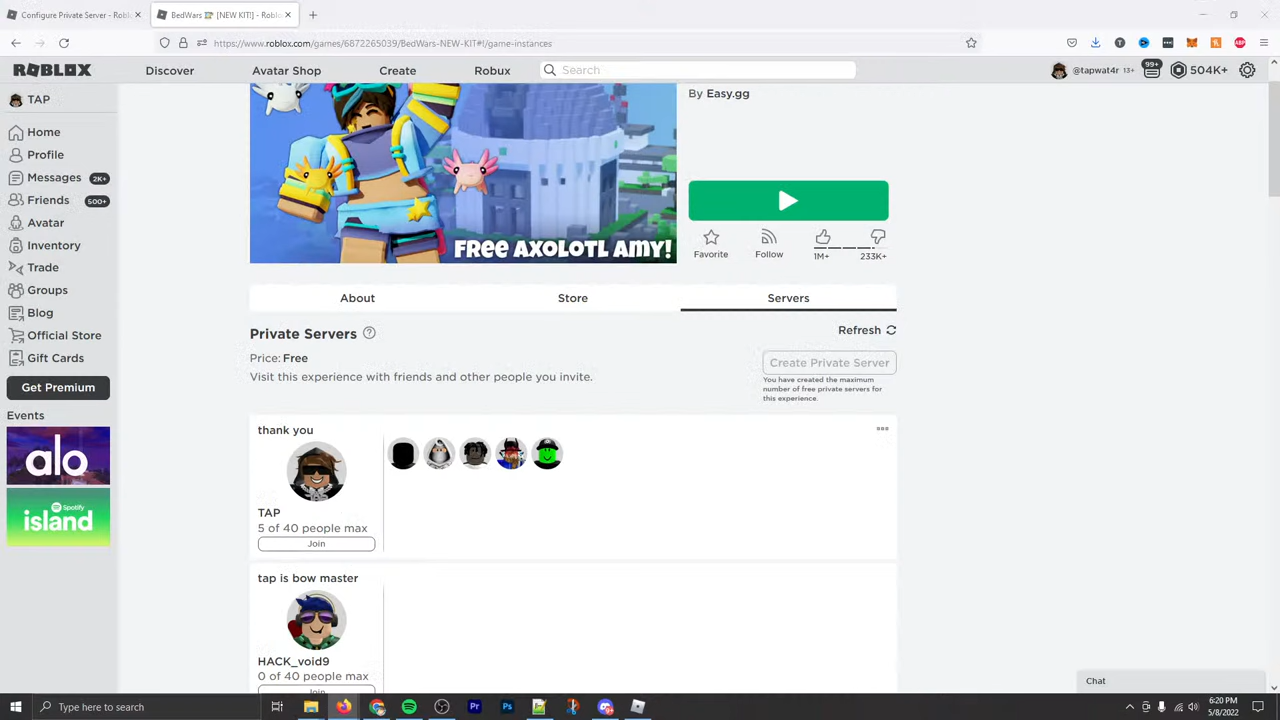 Configure Private Server - Robl
BedWars [NEW KIT!] - Roblo
https://www.roblox.com/games/6872265039/BedWars-NEW-KIT#!/game-instances
ROBLOX
Discover
Avatar Shop
Create
Robux
Search
@tapwat4r 13+
99+
504K+
TAP
Home
Profile
Messages 2K+
Friends 500+
Avatar
Inventory
Trade
Groups
Blog
Official Store
Gift Cards
Get Premium
Events
alo
Spotify
island
FREE AXOLOTL AMY!
By Easy.gg
Favorite
Follow
1M+
233K+
About
Store
Servers
Private Servers
Refresh
Price: Free
Visit this experience with friends and other people you invite.
Create Private Server
You have created the maximum
number of free private servers for
this experience.
thank you
TAP
5 of 40 people max
Join
tap is bow master
HACK_void9
0 of 40 people max
Join
Chat
Type here to search
Pr
Ps
6:20 PM
5/8/2022